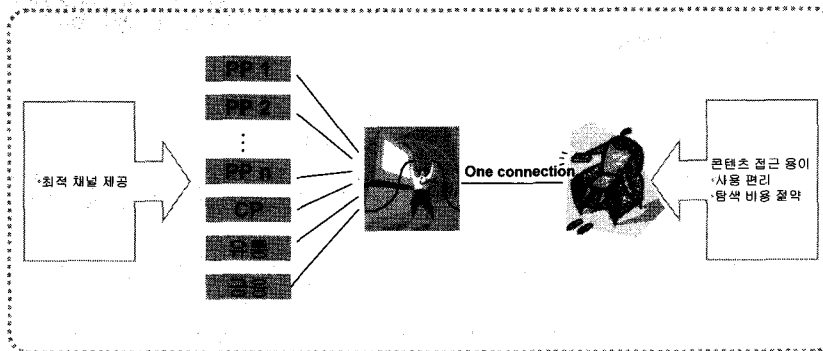 ·최적 채널 제공
PP 1
PP 2
⋮
PP n
CP
유통
금융
One connection
콘텐츠 접근 용이
·사용 편리
·탐색 비용 절약